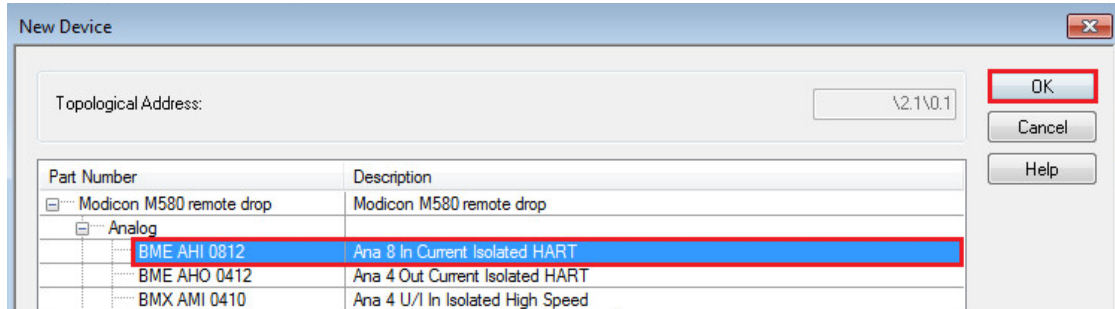 New Device
Topological Address: \2.1\0.1
OK
Cancel
Help
Part Number Description
Modicon M580 remote drop Modicon M580 remote drop
Analog
BME AHI 0812 Ana 8 In Current Isolated HART
BME AHO 0412 Ana 4 Out Current Isolated HART
BMX AMI 0410 Ana 4 U/I In Isolated High Speed